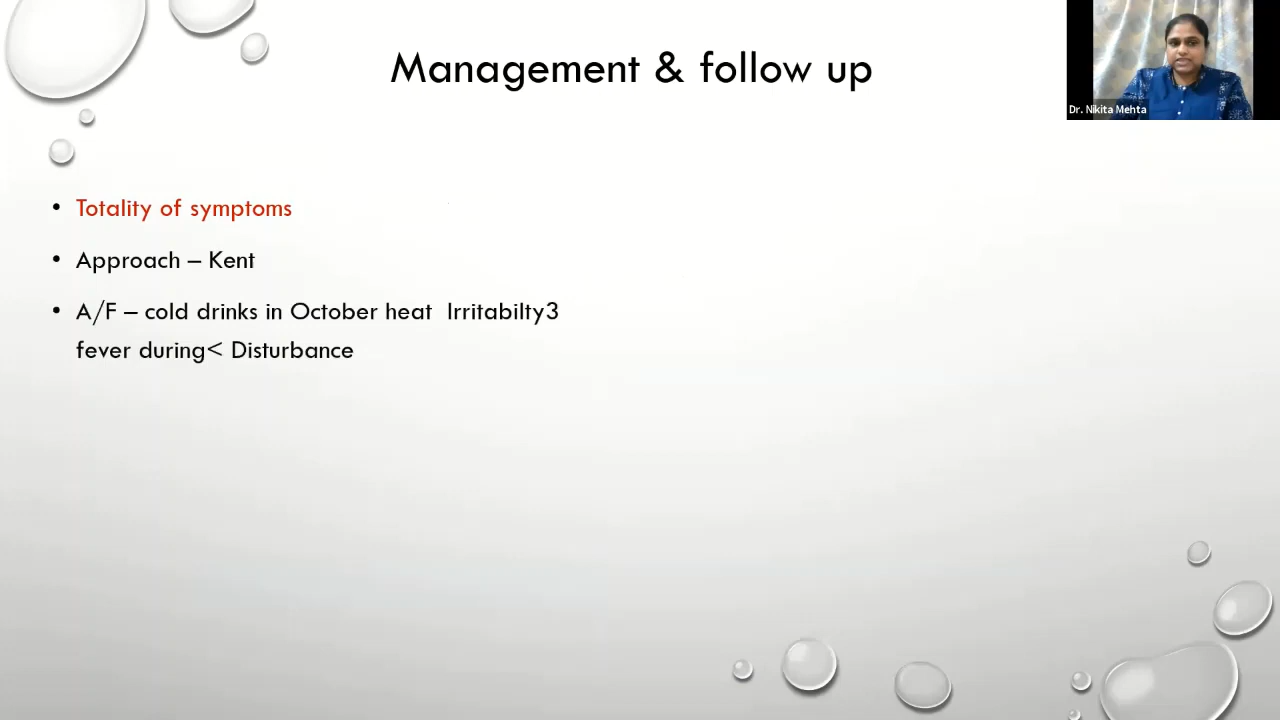 Management & follow up
Dr. Nikita Mehta
• Totality of symptoms
• Approach – Kent
• A/F – cold drinks in October heat Irritabilty3
fever during< Disturbance